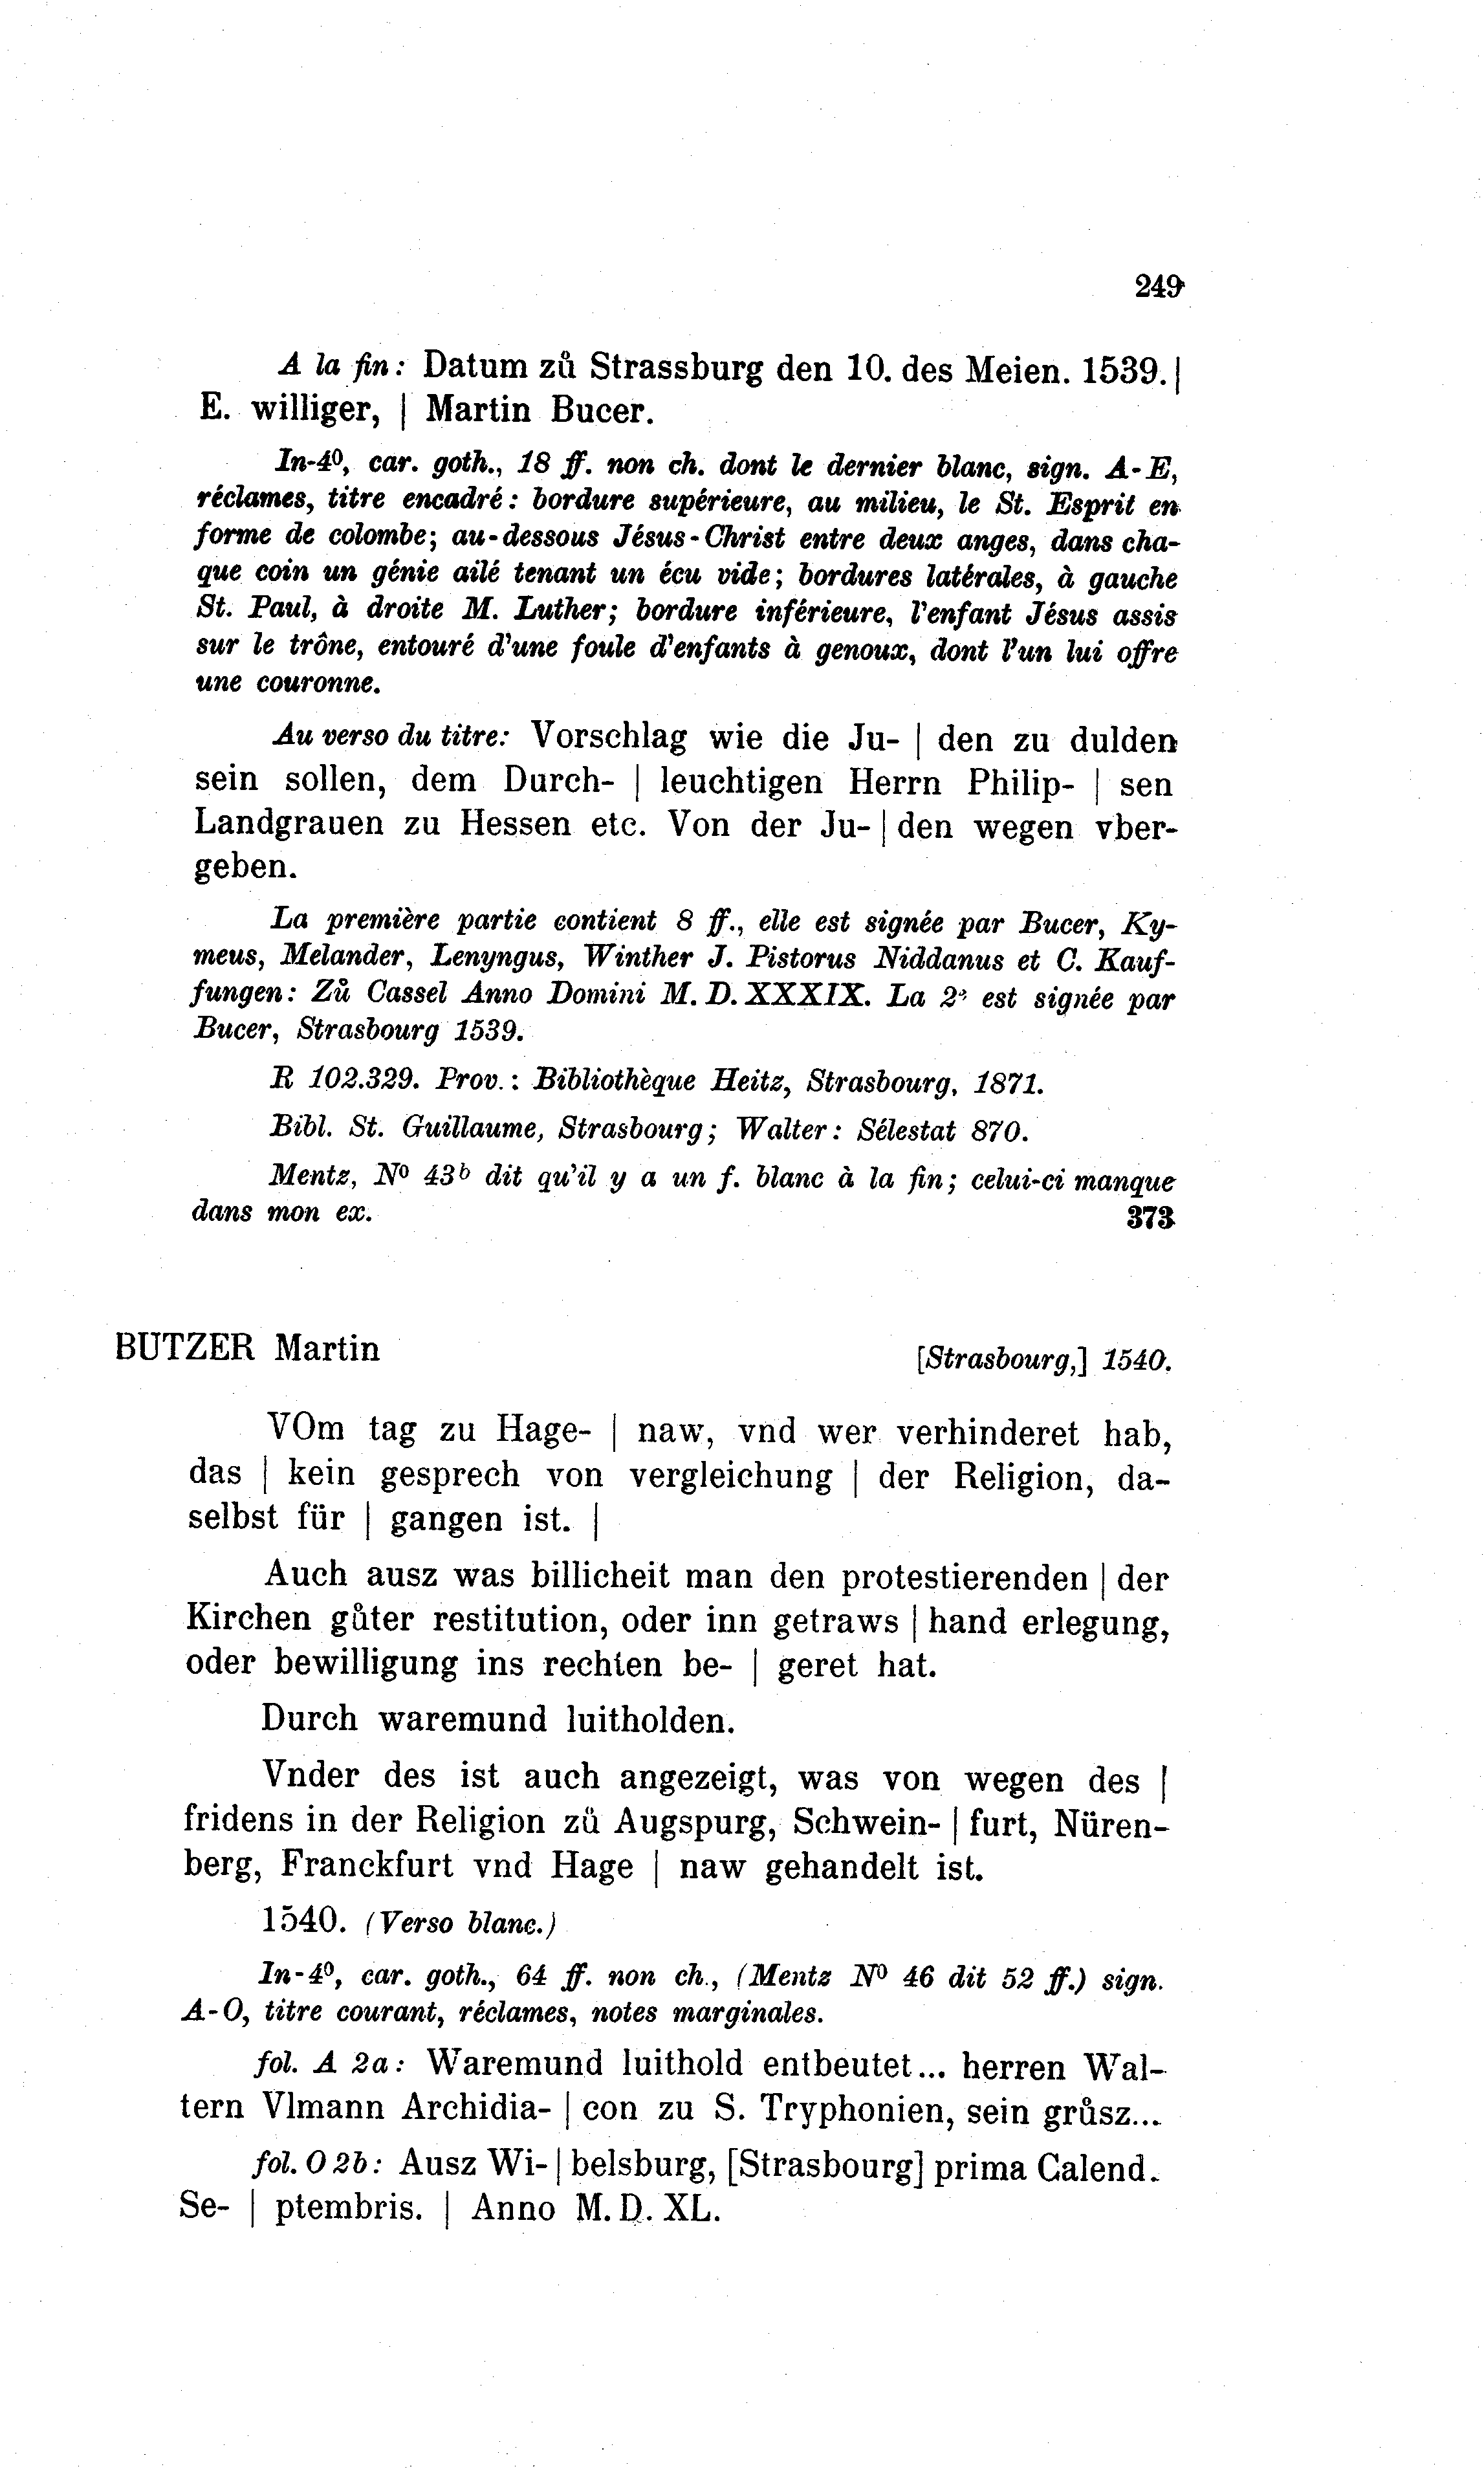 249
A la fin: Datum zů Strassburg den 10. des Meien. 1539. |
E. williger, | Martin Bucer.
In-4⁰, car. goth., 18 ff. non ch. dont le dernier blanc, sign. A-E,
réclames, titre encadré: bordure supérieure, au milieu, le St. Esprit en
forme de colombe; au-dessous Jésus-Christ entre deux anges, dans cha-
que coin un génie ailé tenant un écu vide; bordures latérales, à gauche
St. Paul, à droite M. Luther; bordure inférieure, l'enfant Jésus assis
sur le trône, entouré d'une foule d'enfants à genoux, dont l'un lui offre
une couronne.
Au verso du titre: Vorschlag wie die Ju- | den zu dulden
sein sollen, dem Durch- | leuchtigen Herrn Philip- | sen
Landgrauen zu Hessen etc. Von der Ju- | den wegen vber-
geben.
La première partie contient 8 ff., elle est signée par Bucer, Ky-
meus, Melander, Lenyngus, Winther J. Pistorus Niddanus et C. Kauf-
fungen: Zů Cassel Anno Domini M. D. XXXIX. La 2ᵉ est signée par
Bucer, Strasbourg 1539.
R 102.329. Prov.: Bibliothèque Heitz, Strasbourg, 1871.
Bibl. St. Guillaume, Strasbourg; Walter: Sélestat 870.
Mentz, N⁰ 43ᵇ dit qu'il y a un f. blanc à la fin; celui-ci manque
dans mon ex. 373
BUTZER Martin [Strasbourg,] 1540.
VOm tag zu Hage- | naw, vnd wer verhinderet hab,
das | kein gesprech von vergleichung | der Religion, da-
selbst für | gangen ist. |
Auch ausz was billicheit man den protestierenden | der
Kirchen gůter restitution, oder inn getraws | hand erlegung,
oder bewilligung ins rechten be- | geret hat.
Durch waremund luitholden.
Vnder des ist auch angezeigt, was von wegen des |
fridens in der Religion zü Augspurg, Schwein- | furt, Nüren-
berg, Franckfurt vnd Hage | naw gehandelt ist.
1540. (Verso blanc.)
In-4⁰, car. goth., 64 ff. non ch., (Mentz N⁰ 46 dit 52 ff.) sign.
A-O, titre courant, réclames, notes marginales.
fol. A 2a: Waremund luithold entbeutet... herren Wal-
tern Vlmann Archidia- | con zu S. Tryphonien, sein grůsz...
fol. O 2b: Ausz Wi- | belsburg, [Strasbourg] prima Calend.
Se- | ptembris. | Anno M. D. XL.